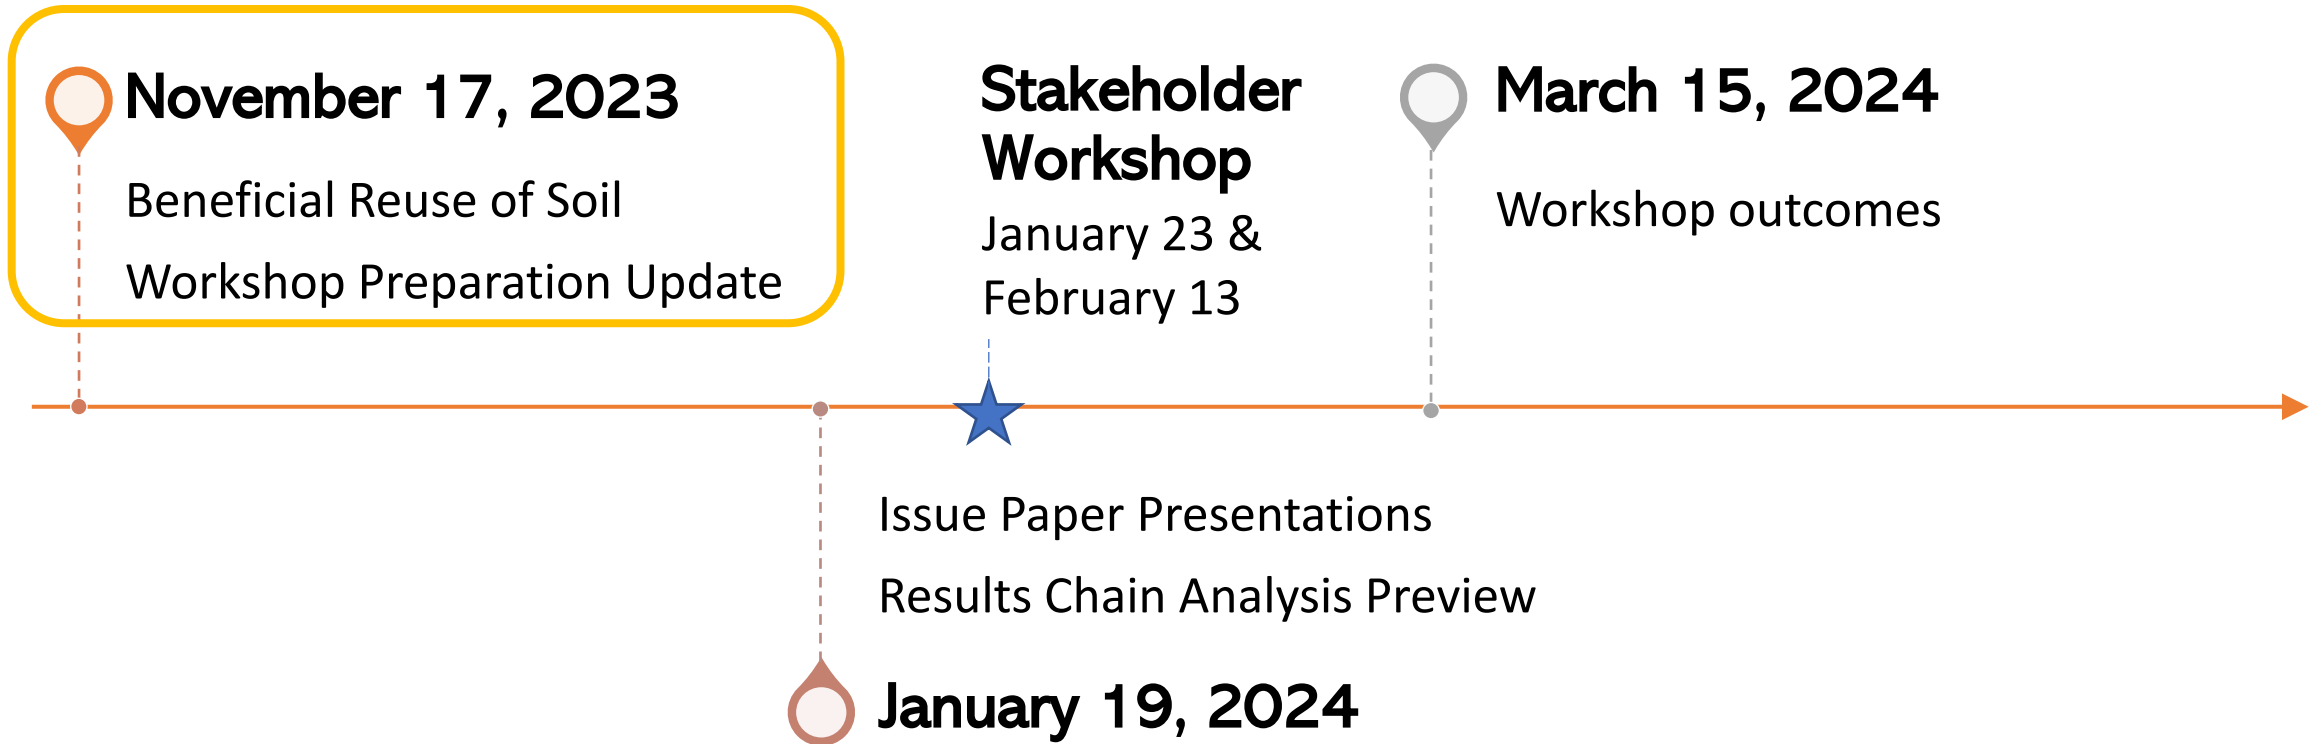 November 17, 2023
Beneficial Reuse of Soil
Workshop Preparation Update
Stakeholder
Workshop
January 23 &
February 13
March 15, 2024
Workshop outcomes
Issue Paper Presentations
Results Chain Analysis Preview
January 19, 2024